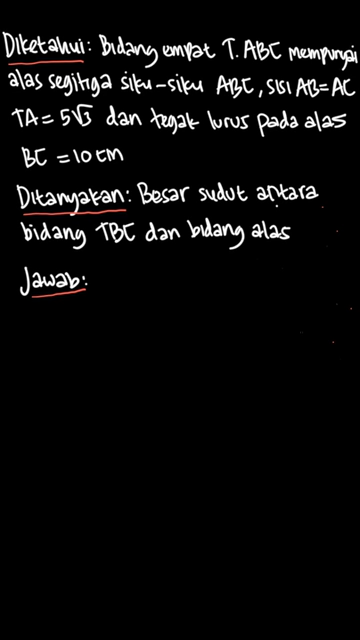 Diketahui: Bidang empat T.ABC mempunyai
alas segitiga siku-siku ABC, sisi AB=AC
TA = 5√3 dan tegak lurus pada alas
BC = 10 cm
Ditanyakan: Besar sudut antara
bidang TBC dan bidang alas
Jawab: